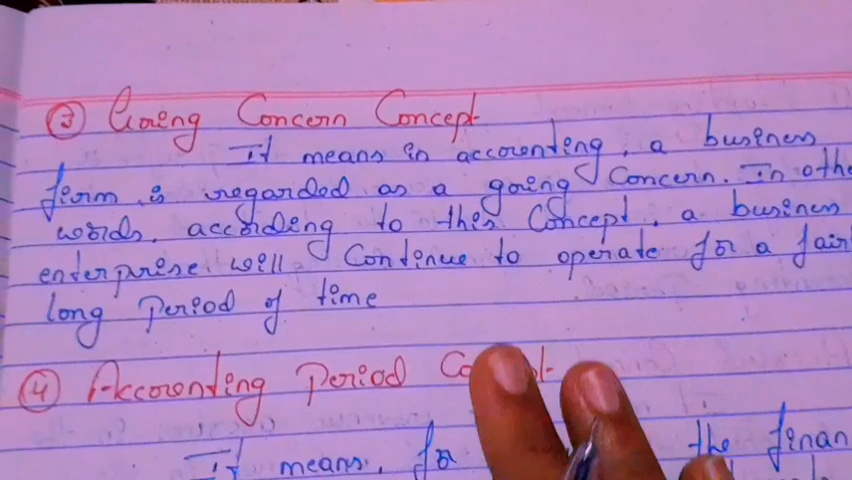 ③ Going Concern Concept
It means in accounting, a business
firm is regarded as a going Concern. In othe
words, according to this Concept, a business
enterprise will Continue to operate for a fair
long Period of time
④ Accounting Period Co
It means, for the finan